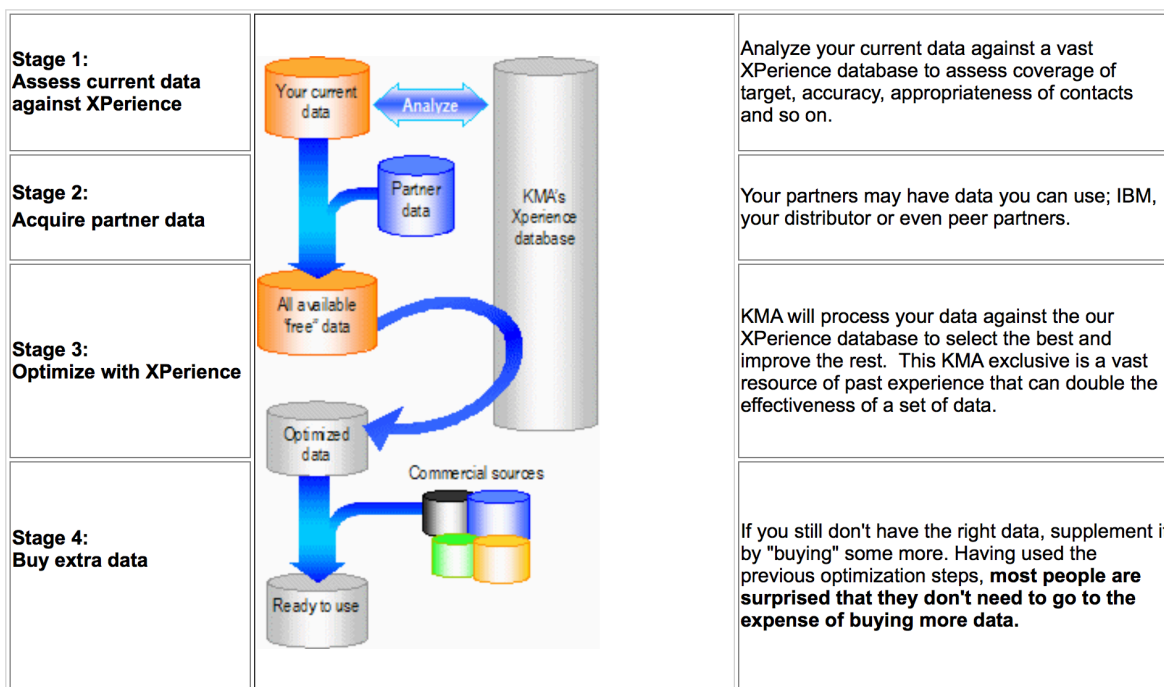 Stage 1:
Assess current data
against XPerience
Your current
data
Analyze
Analyze your current data against a vast
XPerience database to assess coverage of
target, accuracy, appropriateness of contacts
and so on.
Stage 2:
Acquire partner data
Partner
data
KMA's
Xperience
database
Your partners may have data you can use; IBM,
your distributor or even peer partners.
Stage 3:
Optimize with XPerience
All available
"free" data
Optimized
data
KMA will process your data against the our
XPerience database to select the best and
improve the rest.  This KMA exclusive is a vast
resource of past experience that can double the
effectiveness of a set of data.
Stage 4:
Buy extra data
Commercial sources
Ready to use
If you still don't have the right data, supplement it
by "buying" some more. Having used the
previous optimization steps, most people are
surprised that they don't need to go to the
expense of buying more data.